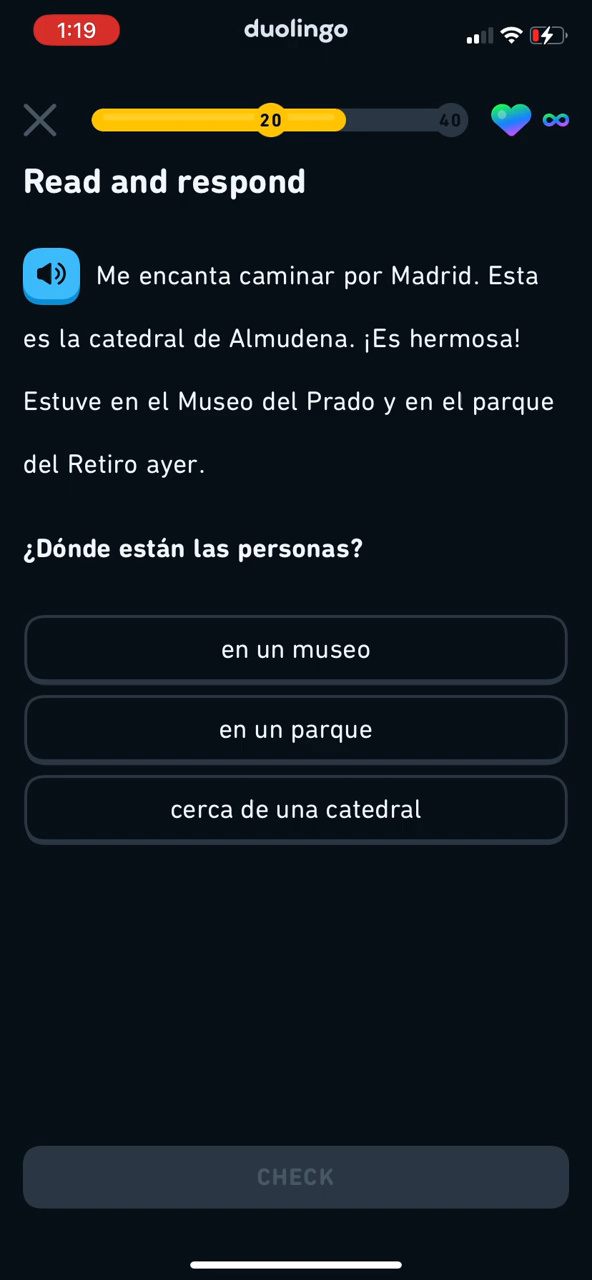 1:19
duolingo
20
40
Read and respond
Me encanta caminar por Madrid. Esta
es la catedral de Almudena. ¡Es hermosa!
Estuve en el Museo del Prado y en el parque
del Retiro ayer.
¿Dónde están las personas?
en un museo
en un parque
cerca de una catedral
CHECK